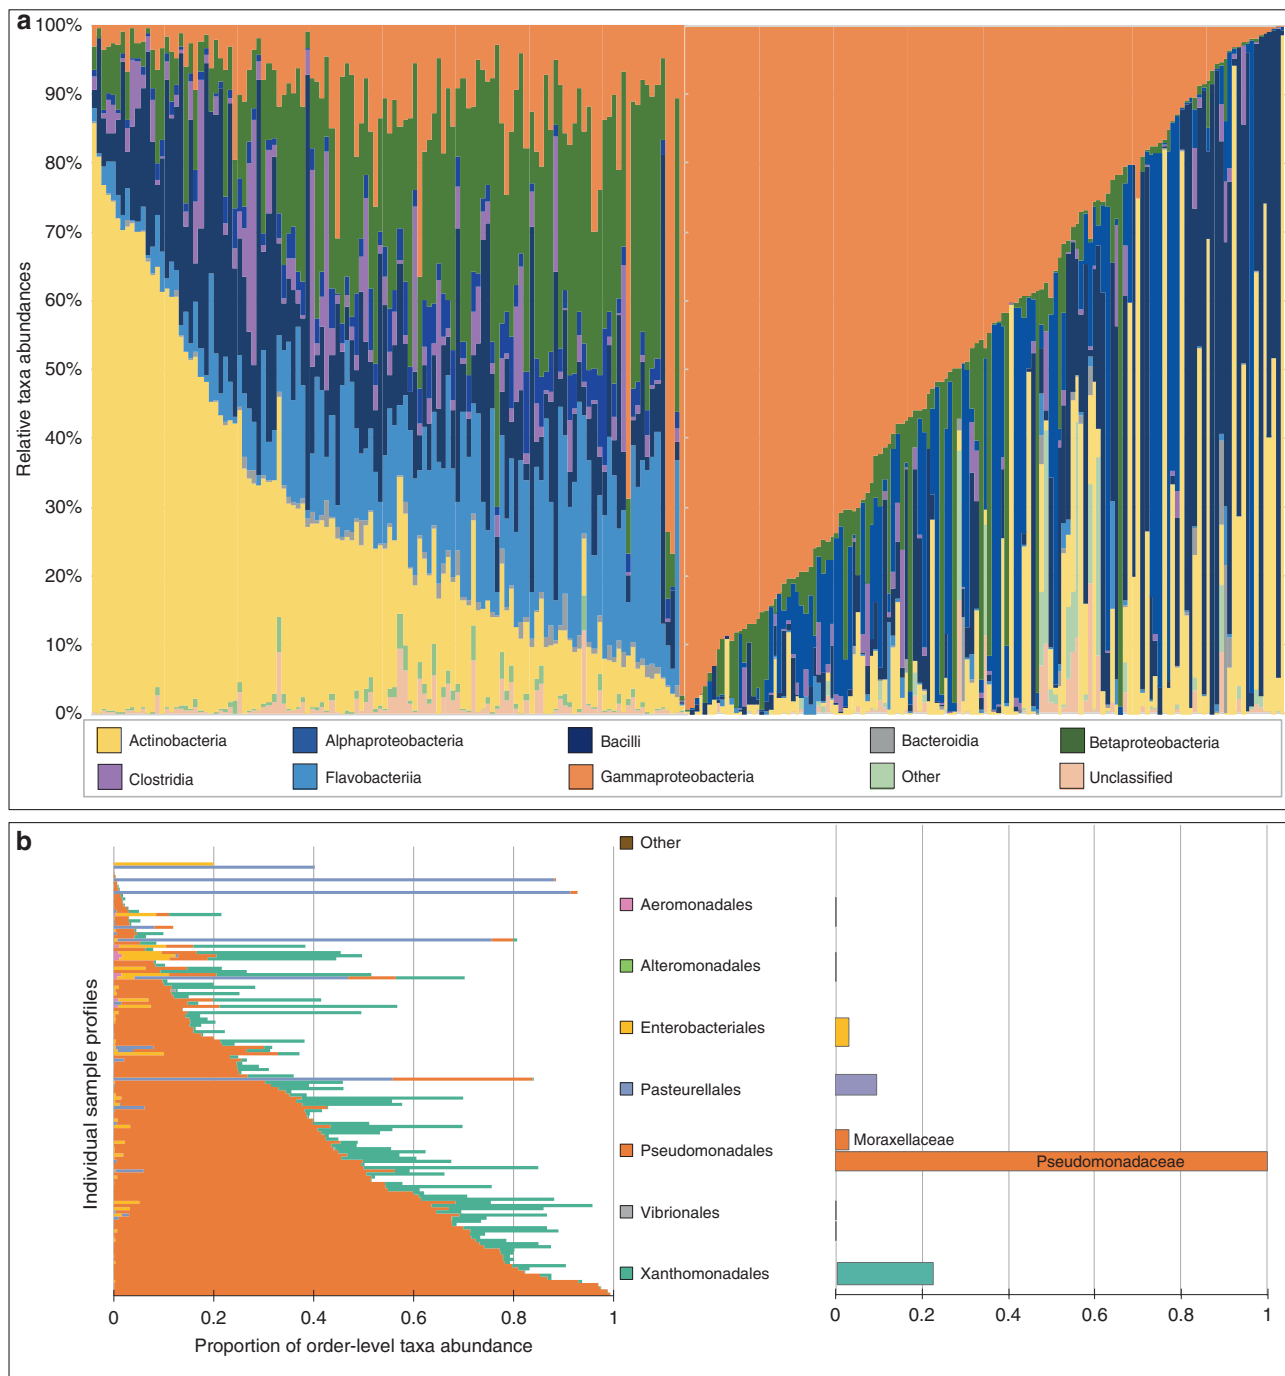 a
100%
90%
80%
70%
60%
50%
40%
30%
20%
10%
0%
Relative taxa abundances
Actinobacteria
Alphaproteobacteria
Bacilli
Bacteroidia
Betaproteobacteria
Clostridia
Flavobacteriia
Gammaproteobacteria
Other
Unclassified
b
Individual sample profiles
0 0.2 0.4 0.6 0.8 1
Proportion of order-level taxa abundance
Other
Aeromonadales
Alteromonadales
Enterobacteriales
Pasteurellales
Pseudomonadales
Vibrionales
Xanthomonadales
Moraxellaceae
Pseudomonadaceae
0 0.2 0.4 0.6 0.8 1